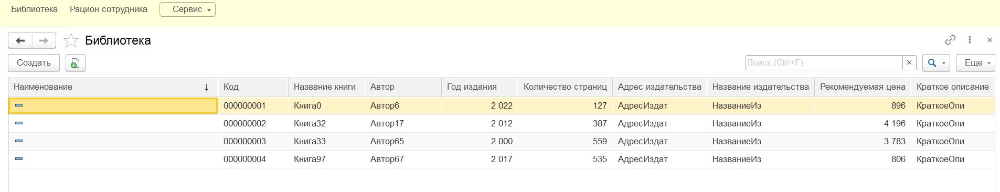 Библиотека Рацион сотрудника Сервис
Библиотека
Создать Поиск (Ctrl+F) Еще
Наименование Код Название книги Автор Год издания Количество страниц Адрес издательства Название издательства Рекомендуемая цена Краткое описание
000000001 Книга0 Автор6 2 022 127 АдресИздат НазваниеИз 896 КраткоеОпи
000000002 Книга32 Автор17 2 012 387 АдресИздат НазваниеИз 4 196 КраткоеОпи
000000003 Книга33 Автор65 2 000 559 АдресИздат НазваниеИз 3 783 КраткоеОпи
000000004 Книга97 Автор67 2 017 535 АдресИздат НазваниеИз 806 КраткоеОпи